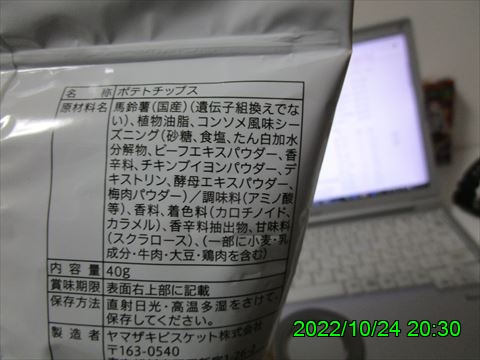 名称 ポテトチップス
原材料名 馬鈴薯(国産)(遺伝子組換えでな
い)、植物油脂、コンソメ風味シー
ズニング(砂糖、食塩、たん白加水
分解物、ビーフエキスパウダー、香
辛料、チキンブイヨンパウダー、デ
キストリン、酵母エキスパウダー、
梅肉パウダー)/調味料(アミノ酸
等)、香料、着色料(カロチノイド、
カラメル)、香辛料抽出物、甘味料
(スクラロース)、(一部に小麦・乳
成分・牛肉・大豆・鶏肉を含む)
内容量 40g
賞味期限 表面右上部に記載
保存方法 直射日光・高温多湿をさけて、
保存してください。
製造者 ヤマザキビスケット株式会社
〒163-0540
2022/10/24 20:30